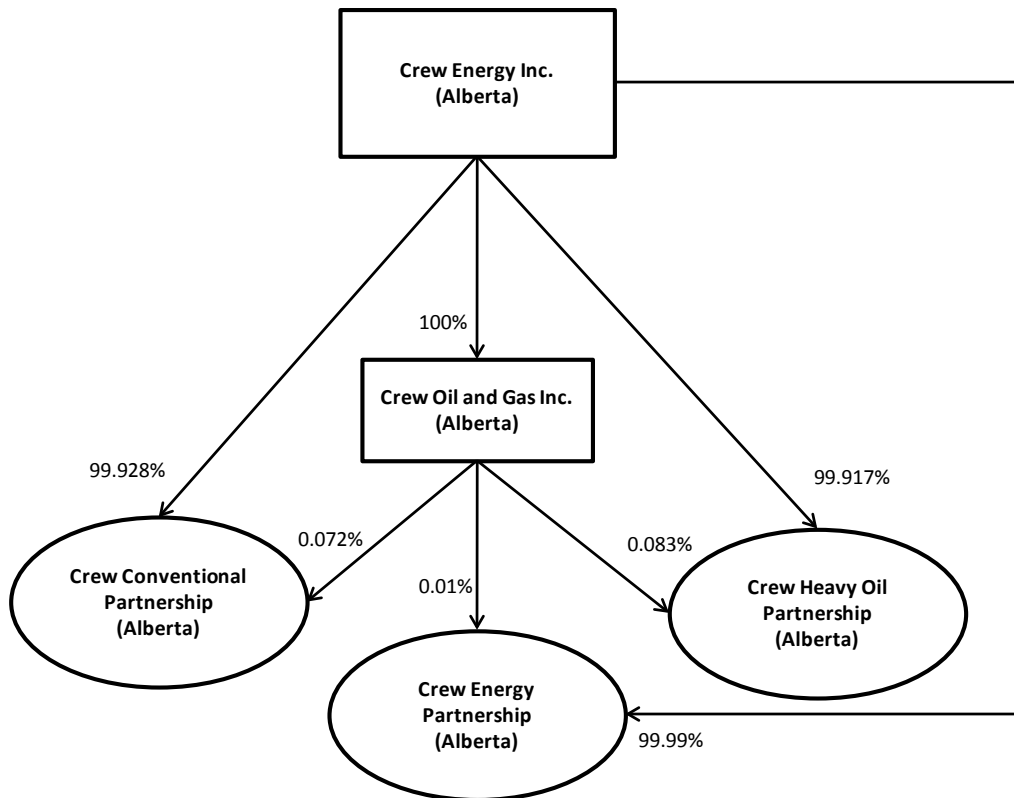 Crew Energy Inc.
(Alberta)
100%
Crew Oil and Gas Inc.
(Alberta)
99.928%
99.917%
0.072%
0.083%
0.01%
Crew Conventional
Partnership
(Alberta)
Crew Heavy Oil
Partnership
(Alberta)
Crew Energy
Partnership
(Alberta)
99.99%